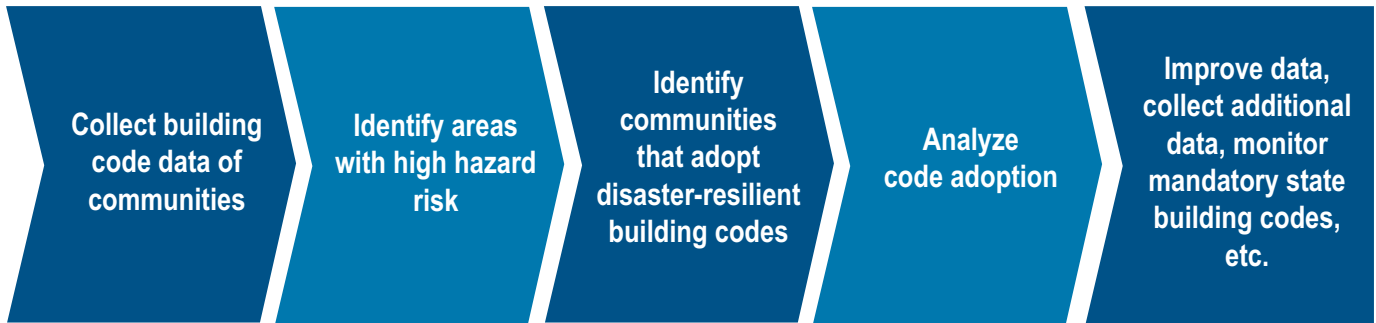 Collect building
code data of
communities
Identify areas
with high hazard
risk
Identify
communities
that adopt
disaster-resilient
building codes
Analyze
code adoption
Improve data,
collect additional
data, monitor
mandatory state
building codes,
etc.